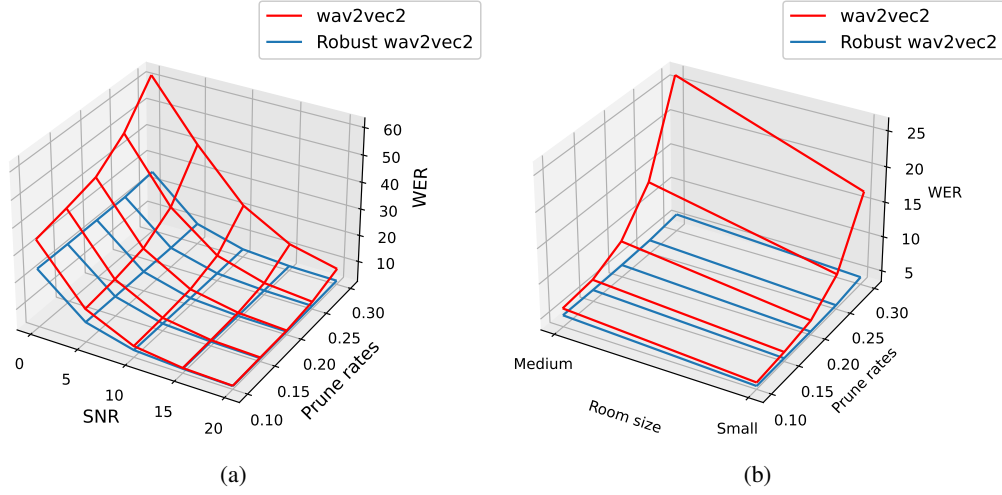 wav2vec2
Robust wav2vec2
60
50
40
30
20
10
WER
0
5
10
15
20
SNR
0.10
0.15
0.20
0.25
0.30
Prune rates
(a)
wav2vec2
Robust wav2vec2
25
20
15
10
5
WER
Medium
Small
Room size
0.10
0.15
0.20
0.25
0.30
Prune rates
(b)